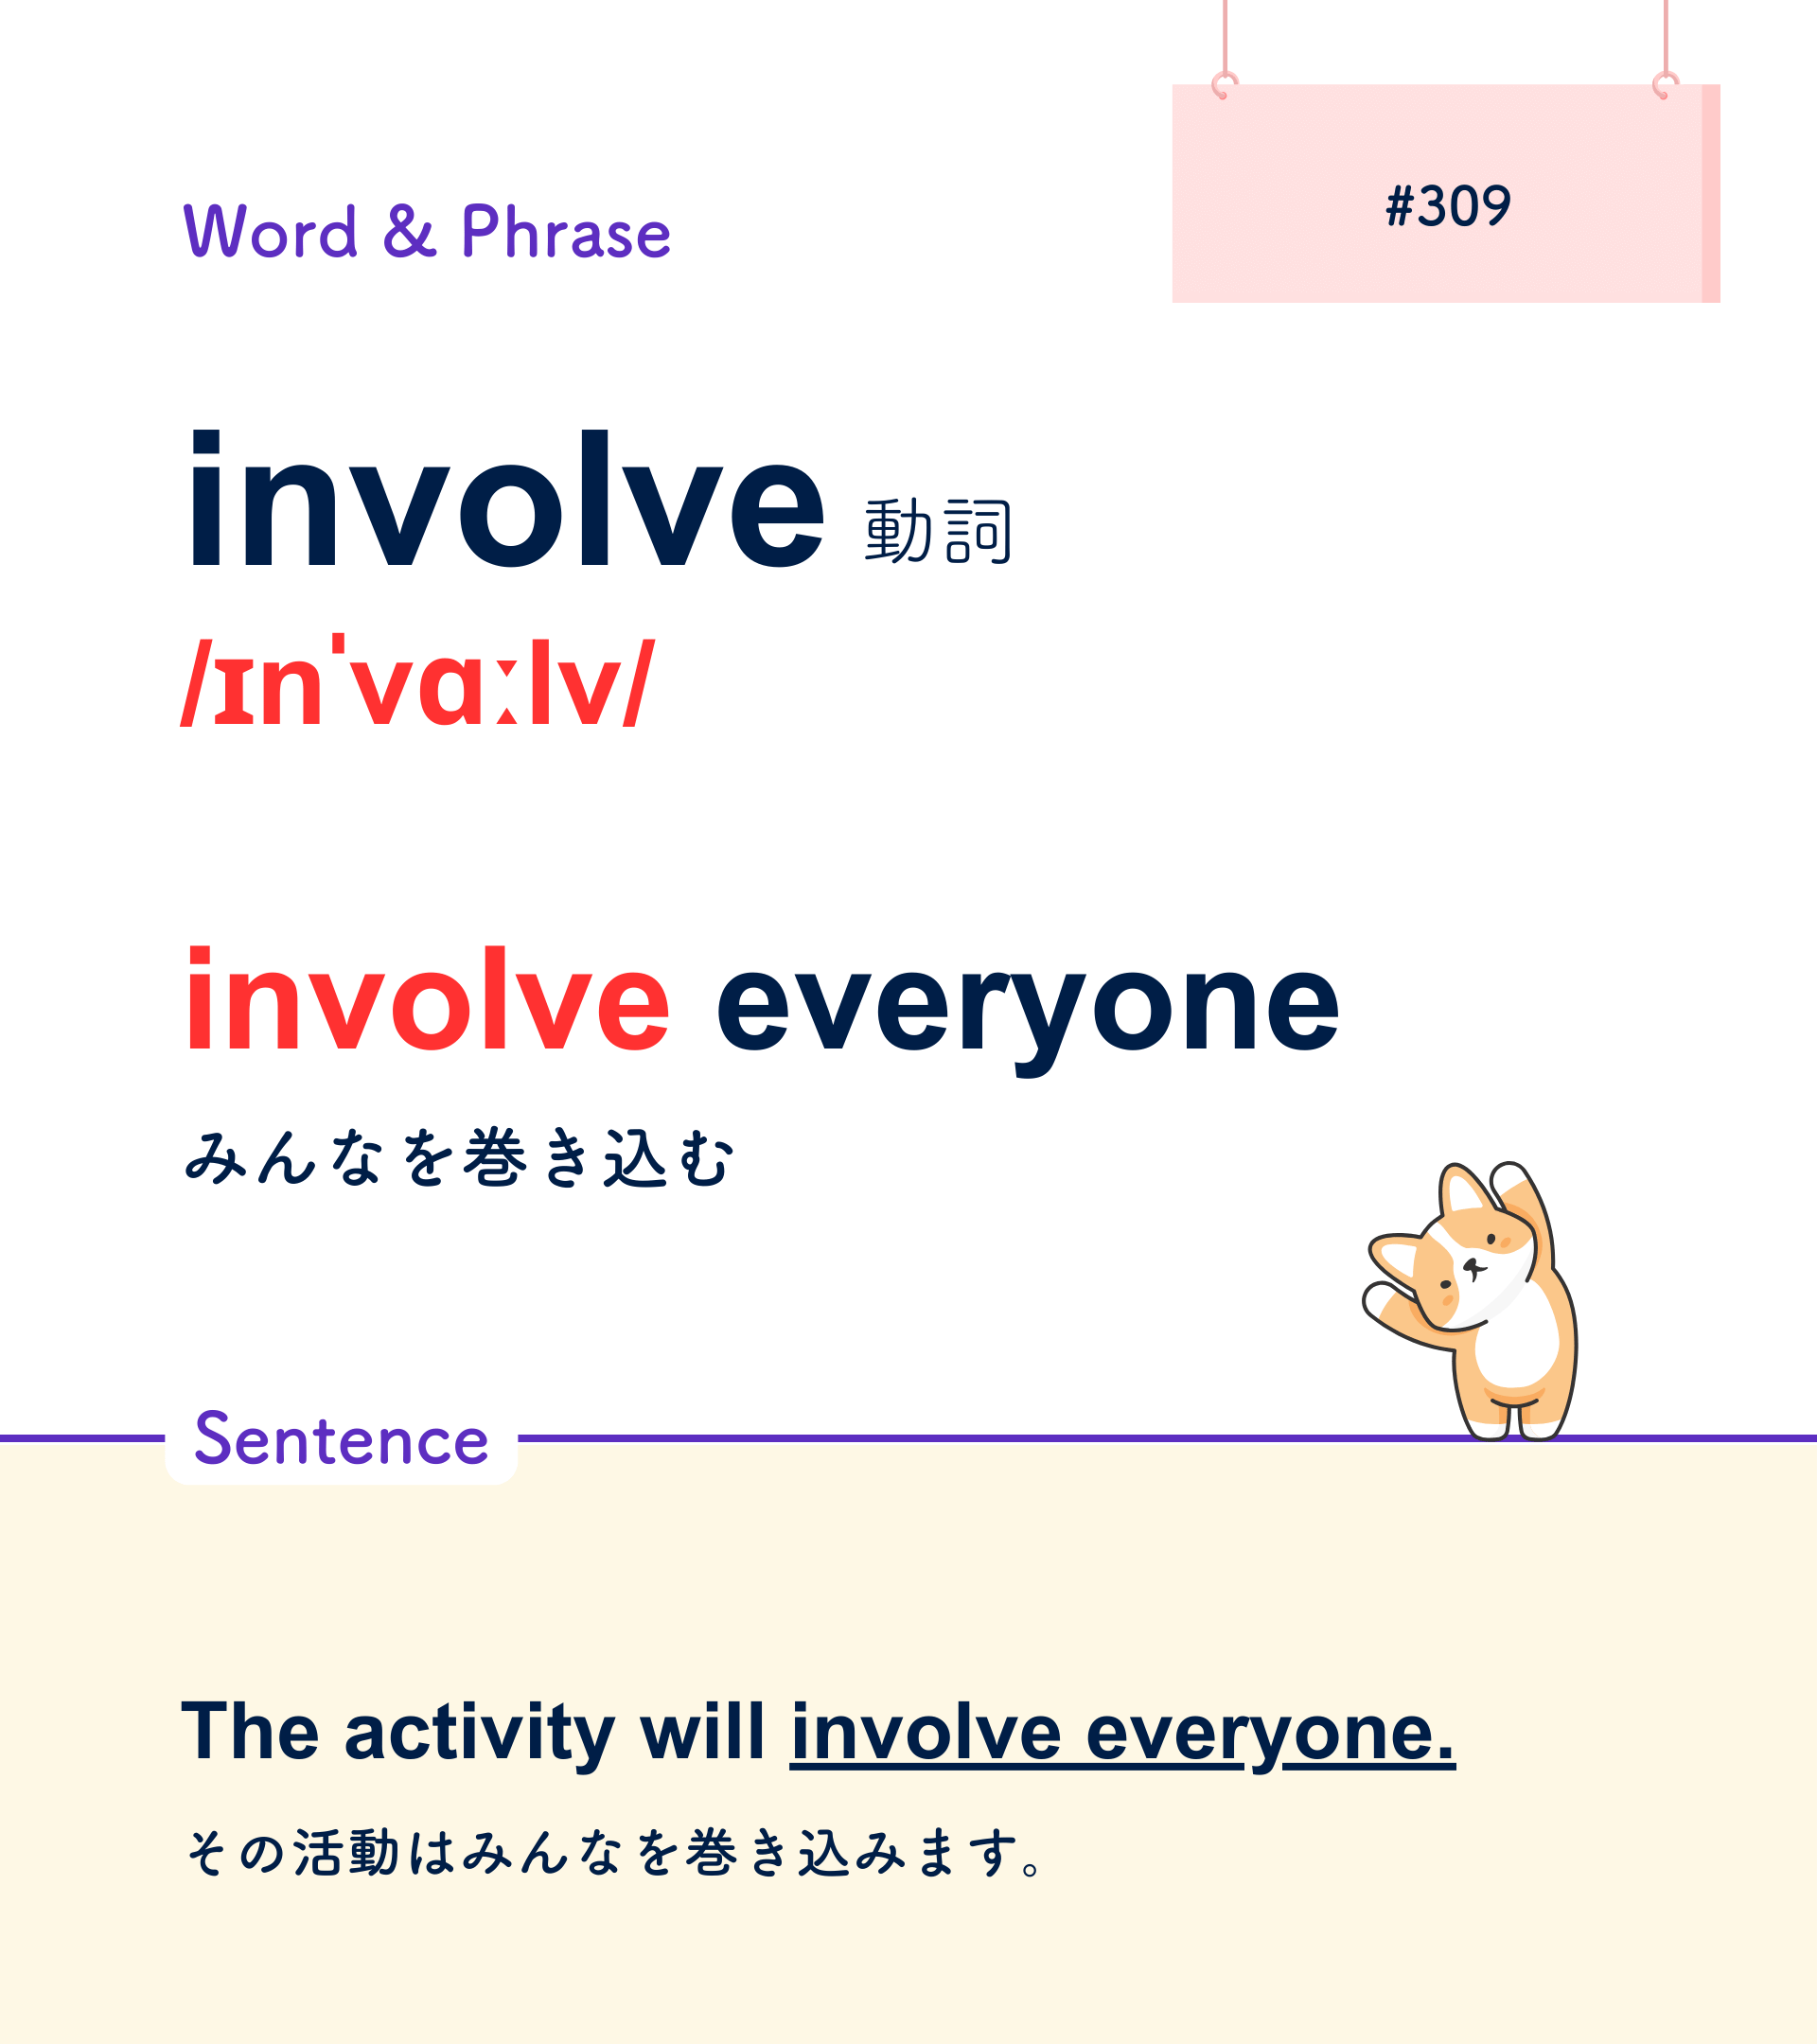 #309
Word & Phrase
involve 動詞
/ɪnˈvɑːlv/
involve everyone
みんなを巻き込む
Sentence
The activity will involve everyone.
その活動はみんなを巻き込みます。